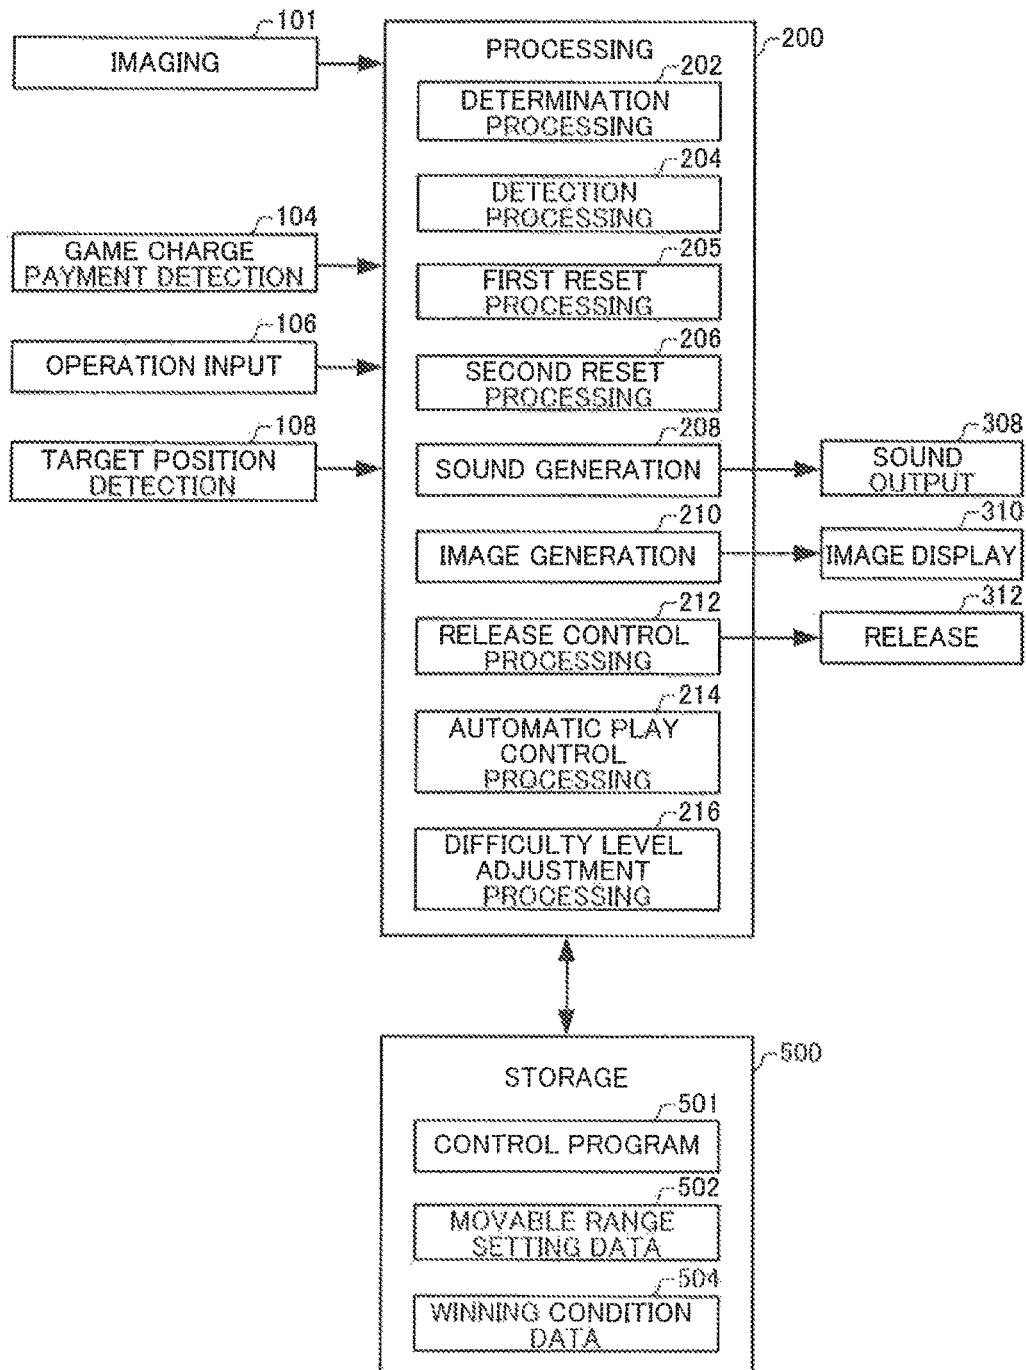 101
IMAGING
104
GAME CHARGE
PAYMENT DETECTION
106
OPERATION INPUT
108
TARGET POSITION
DETECTION
200
PROCESSING
202
DETERMINATION
PROCESSING
204
DETECTION
PROCESSING
205
FIRST RESET
PROCESSING
206
SECOND RESET
PROCESSING
208
SOUND GENERATION
210
IMAGE GENERATION
212
RELEASE CONTROL
PROCESSING
214
AUTOMATIC PLAY
CONTROL
PROCESSING
216
DIFFICULTY LEVEL
ADJUSTMENT
PROCESSING
308
SOUND
OUTPUT
310
IMAGE DISPLAY
312
RELEASE
500
STORAGE
501
CONTROL PROGRAM
502
MOVABLE RANGE
SETTING DATA
504
WINNING CONDITION
DATA